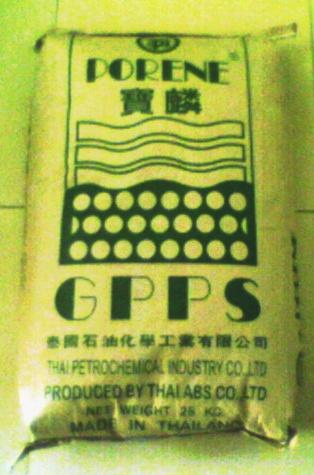 TPI
PORENE®
寶麟
GPPS
泰國石油化學工業有限公司
THAI PETROCHEMICAL INDUSTRY CO.,LTD
PRODUCED BY THAI ABS CO.,LTD
NET WEIGHT 25 KG.
MADE IN THAILAND